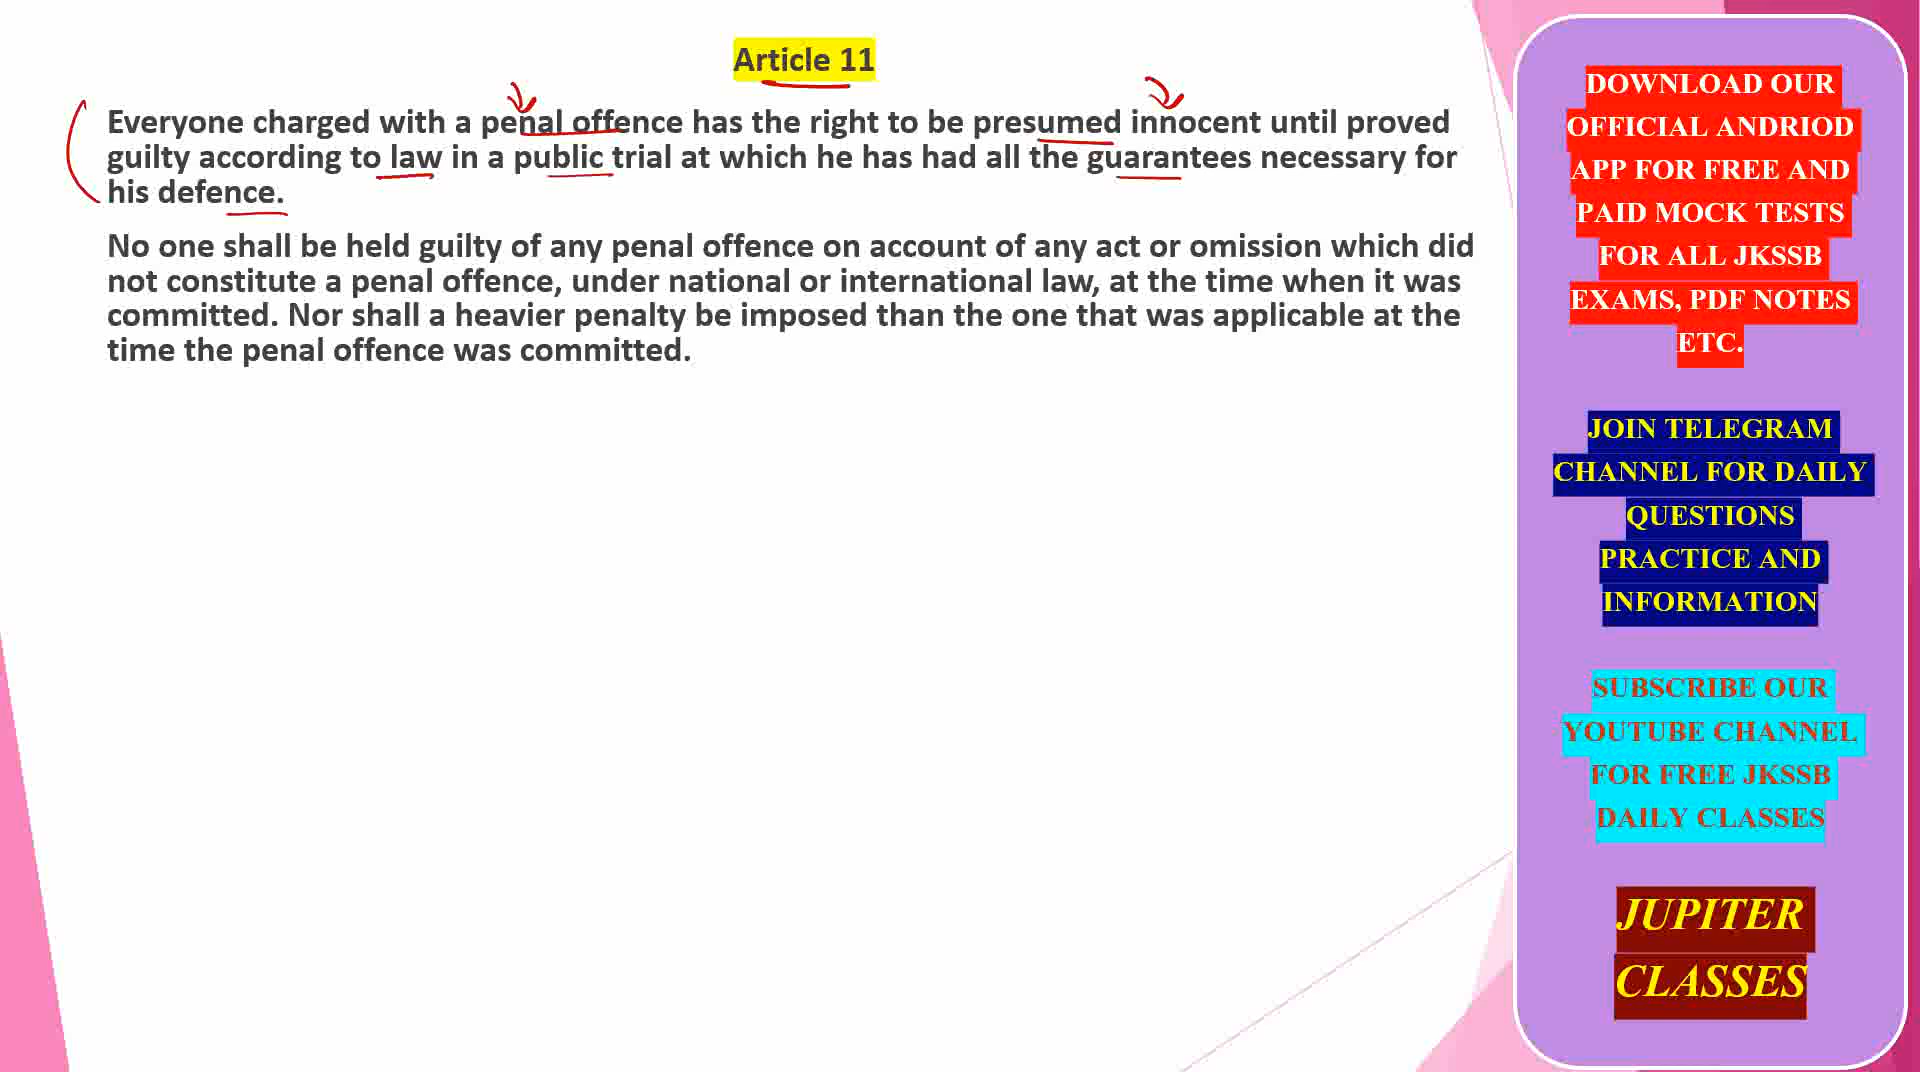 Article 11
Everyone charged with a penal offence has the right to be presumed innocent until proved
guilty according to law in a public trial at which he has had all the guarantees necessary for
his defence.
No one shall be held guilty of any penal offence on account of any act or omission which did
not constitute a penal offence, under national or international law, at the time when it was
committed. Nor shall a heavier penalty be imposed than the one that was applicable at the
time the penal offence was committed.
DOWNLOAD OUR
OFFICIAL ANDRIOD
APP FOR FREE AND
PAID MOCK TESTS
FOR ALL JKSSB
EXAMS, PDF NOTES
ETC.
JOIN TELEGRAM
CHANNEL FOR DAILY
QUESTIONS
PRACTICE AND
INFORMATION
SUBSCRIBE OUR
YOUTUBE CHANNEL
FOR FREE JKSSB
DAILY CLASSES
JUPITER
CLASSES